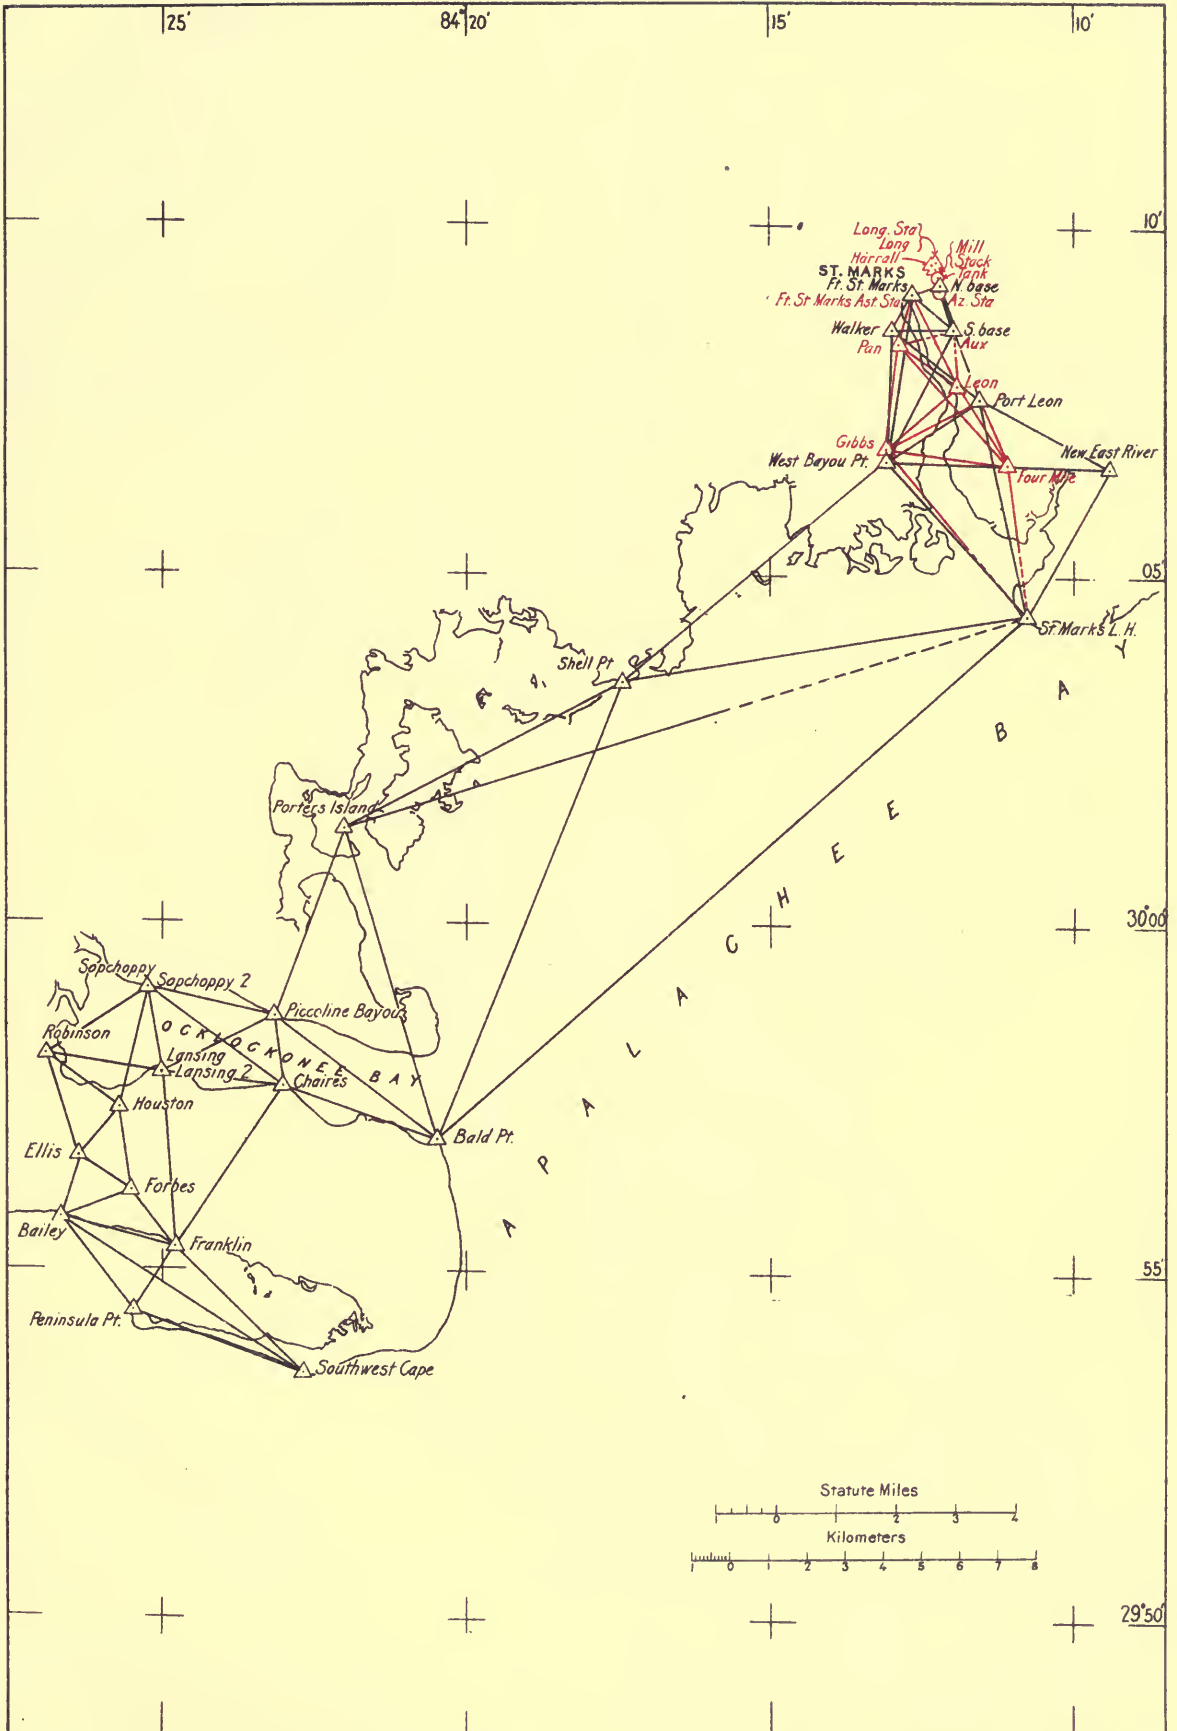 25'
84°20'
15'
10'
10'
Long. Sta
Long
Harrall
Mill
Stack
Tank
ST. MARKS
Ft. St. Marks
N. base
Ft. St Marks Ast Sta
Az. Sta
Walker
S. base
Pan
Aux
Leon
Port Leon
Gibbs
New East River
West Bayou Pt.
Four Mile
05'
St. Marks L. H.
Shell Pt
Porters Island
30°00'
APALACHEE BAY
Sopchoppy
Sopchoppy 2
Piccoline Bayou
OCKLOCKONEE BAY
Robinson
Lansing
Lansing 2
Chaires
Houston
Bald Pt.
Ellis
Forbes
Bailey
Franklin
55'
Peninsula Pt.
Southwest Cape
Statute Miles
1 0 1 2 3 4
Kilometers
1 0 1 2 3 4 5 6 7 8
29°50'